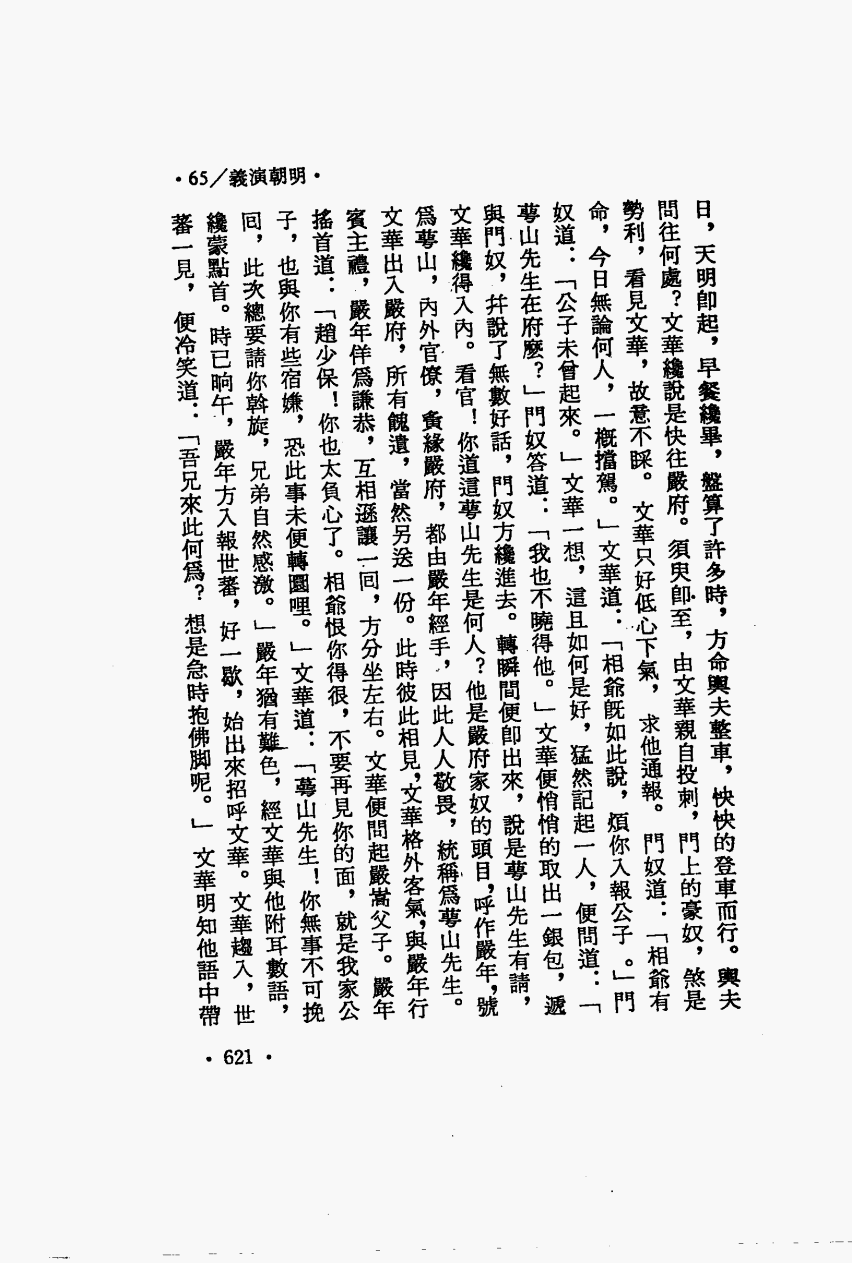 ·65/義演朝明·
日，天明卽起，早餐纔畢，盤算了許多時，方命輿夫整車，怏怏的登車而行。輿夫
問往何處？文華纔說是快往嚴府。須臾卽至，由文華親自投刺，門上的豪奴，煞是
勢利，看見文華，故意不睬。文華只好低心下氣，求他通報。門奴道：「相爺有
命，今日無論何人，一槪擋駕。」文華道：「相爺旣如此說，煩你入報公子。」門
奴道：「公子未曾起來。」文華一想，這且如何是好，猛然記起一人，便問道：「
萼山先生在府麼？」門奴答道：「我也不曉得他。」文華便悄悄的取出一銀包，遞
與門奴，幷說了無數好話，門奴方纔進去。轉瞬間便卽出來，說是萼山先生有請，
文華纔得入內。看官！你道這萼山先生是何人？他是嚴府家奴的頭目，呼作嚴年，號
爲萼山，內外官僚，夤緣嚴府，都由嚴年經手，因此人人敬畏，統稱爲萼山先生。
文華出入嚴府，所有餽遺，當然另送一份。此時彼此相見，文華格外客氣，與嚴年行
賓主禮，嚴年佯爲謙恭，互相遜讓一回，方分坐左右。文華便問起嚴嵩父子。嚴年
搖首道：「趙少保！你也太負心了。相爺恨你得很，不要再見你的面，就是我家公
子，也與你有些宿嫌，恐此事未便轉圜哩。」文華道：「萼山先生！你無事不可挽
回，此次總要請你斡旋，兄弟自然感激。」嚴年猶有難色，經文華與他附耳數語，
纔蒙點首。時已晌午，嚴年方入報世蕃，好一歇，始出來招呼文華。文華趨入，世
蕃一見，便冷笑道：「吾兄來此何爲？想是急時抱佛脚呢。」文華明知他語中帶
·621·